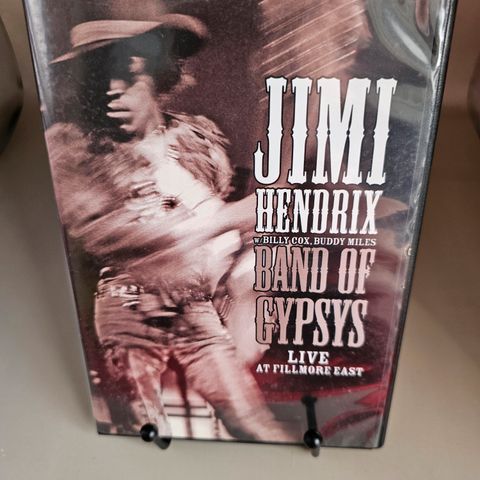 JIMI
HENDRIX
W/ BILLY COX, BUDDY MILES
BAND OF
GYPSYS
LIVE
AT FILLMORE EAST